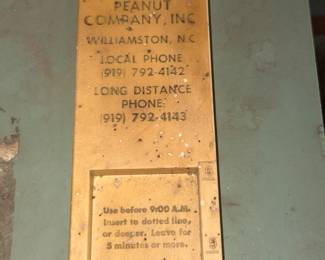 PEANUT
COMPANY, INC
WILLIAMSTON, N.C
LOCAL PHONE
(919) 792-4142
LONG DISTANCE
PHONE
(919) 792-4143
Use before 9:00 A.M.
Insert to dotted line,
or deeper. Leave for
5 minutes or more.